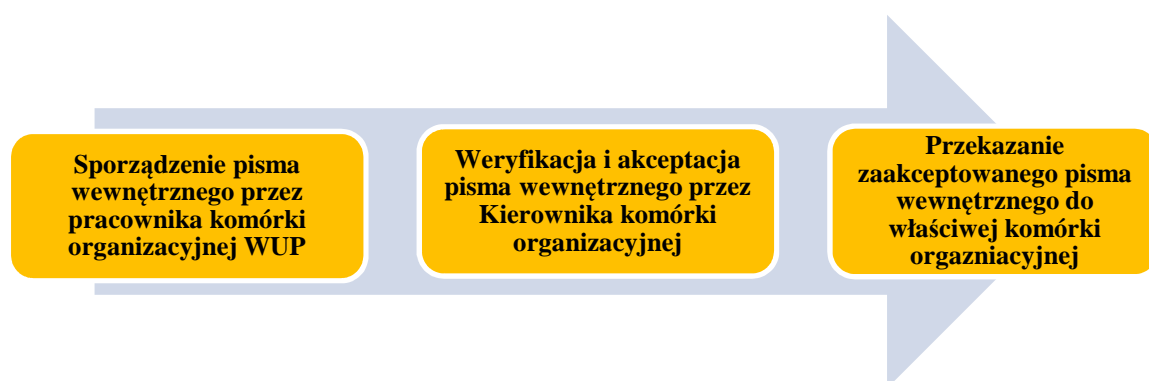 Sporządzenie pisma
wewnętrznego przez
pracownika komórki
organizacyjnej WUP
Weryfikacja i akceptacja
pisma wewnętrznego przez
Kierownika komórki
organizacyjnej
Przekazanie
zaakceptowanego pisma
wewnętrznego do
właściwej komórki
orgazniacyjnej